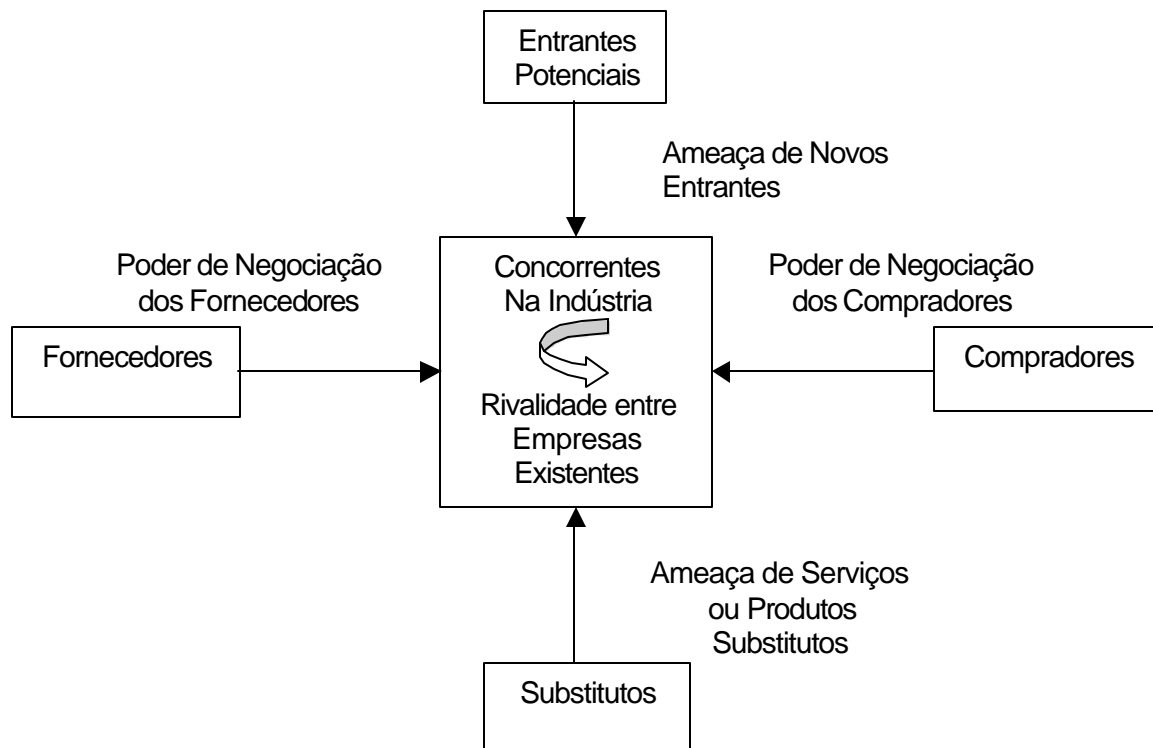 Entrantes
Potenciais
Ameaça de Novos
Entrantes
Poder de Negociação
dos Fornecedores
Concorrentes
Na Indústria
Poder de Negociação
dos Compradores
Fornecedores
Compradores
Rivalidade entre
Empresas
Existentes
Ameaça de Serviços
ou Produtos
Substitutos
Substitutos